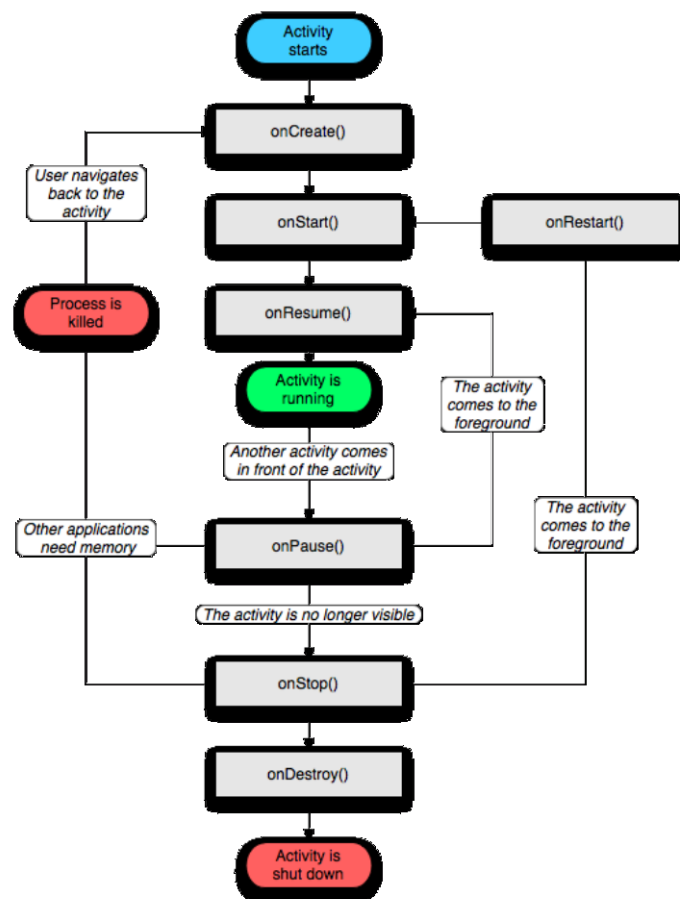 Activity
starts
onCreate()
User navigates
back to the
activity
onStart()
onRestart()
Process is
killed
onResume()
Activity is
running
The activity
comes to the
foreground
Another activity comes
in front of the activity
Other applications
need memory
onPause()
The activity
comes to the
foreground
The activity is no longer visible
onStop()
onDestroy()
Activity is
shut down